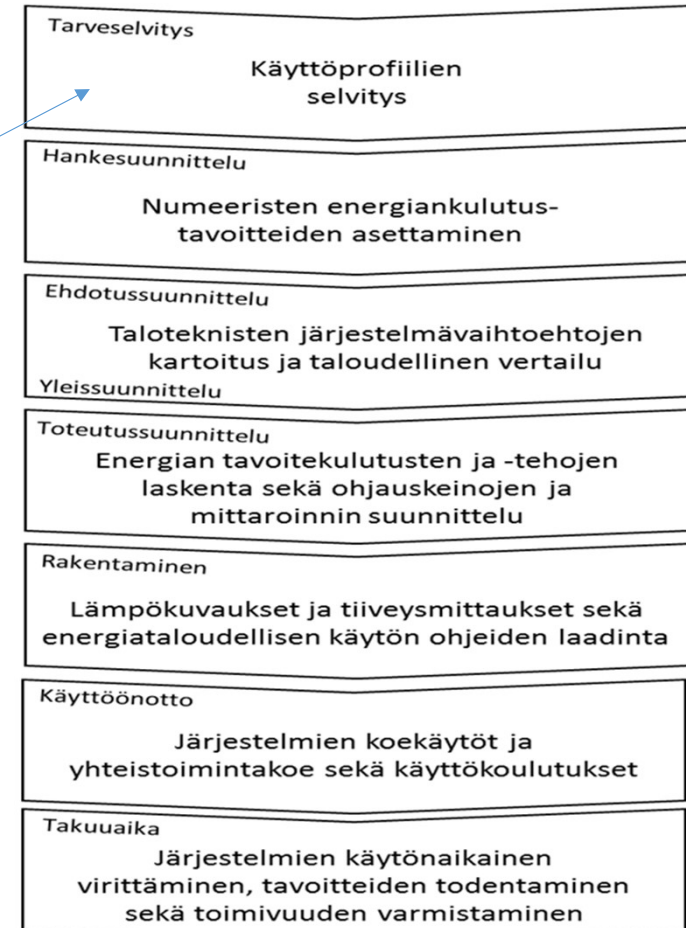 Tarveselvitys
Käyttöprofiilien
selvitys
Hankesuunnittelu
Numeeristen energiankulutus-
tavoitteiden asettaminen
Ehdotussuunnittelu
Taloteknisten järjestelmävaihtoehtojen
kartoitus ja taloudellinen vertailu
Yleissuunnittelu
Toteutussuunnittelu
Energian tavoitekulutusten ja -tehojen
laskenta sekä ohjauskeinojen ja
mittaroinnin suunnittelu
Rakentaminen
Lämpökuvaukset ja tiiveysmittaukset sekä
energiataloudellisen käytön ohjeiden laadinta
Käyttöönotto
Järjestelmien koekäytöt ja
yhteistoimintakoe sekä käyttökoulutukset
Takuuaika
Järjestelmien käytönaikainen
virittäminen, tavoitteiden todentaminen
sekä toimivuuden varmistaminen